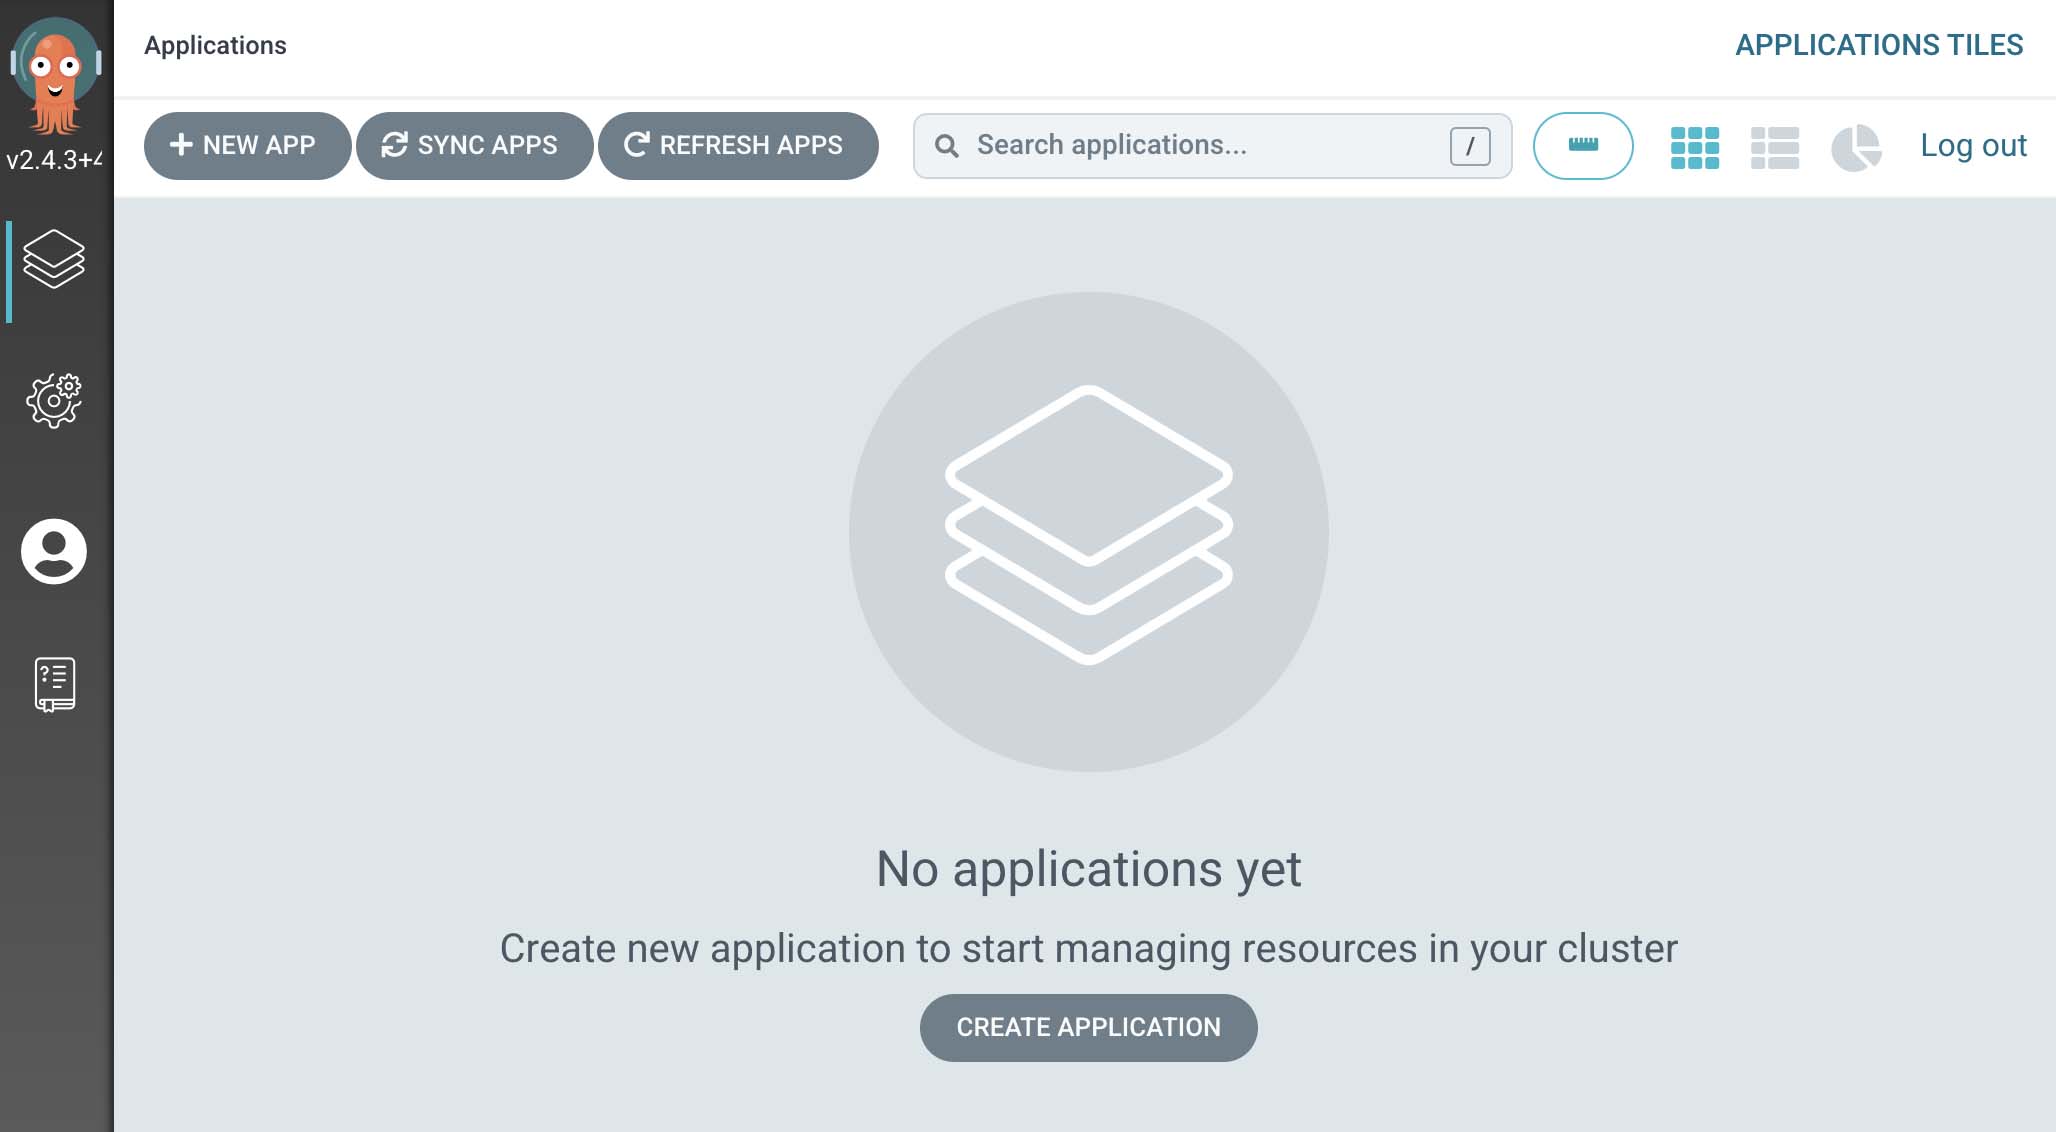 Applications
APPLICATIONS TILES
NEW APP
SYNC APPS
REFRESH APPS
Search applications...
/
Log out
v2.4.3+
No applications yet
Create new application to start managing resources in your cluster
CREATE APPLICATION